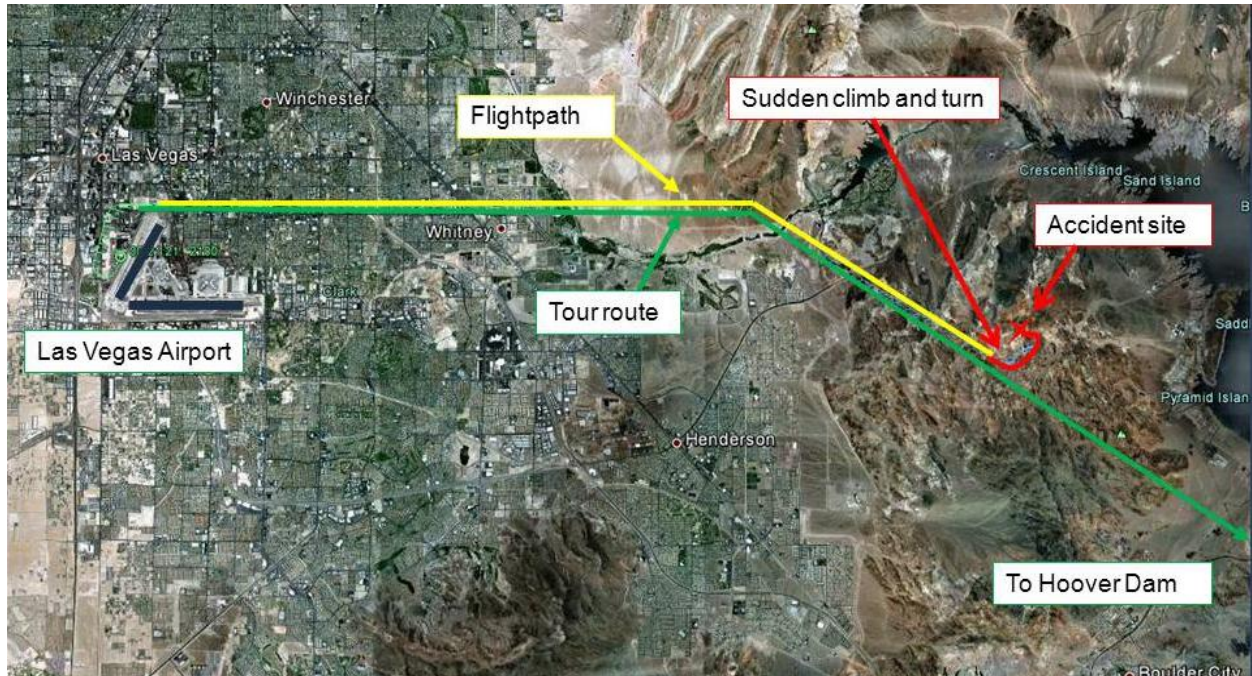 Winchester
Flightpath
Sudden climb and turn
Las Vegas
Crescent Island
Sand Island
Accident site
Whitney
Clark
Tour route
Las Vegas Airport
Saddl
Pyramid Islan
Henderson
To Hoover Dam
Boulder City